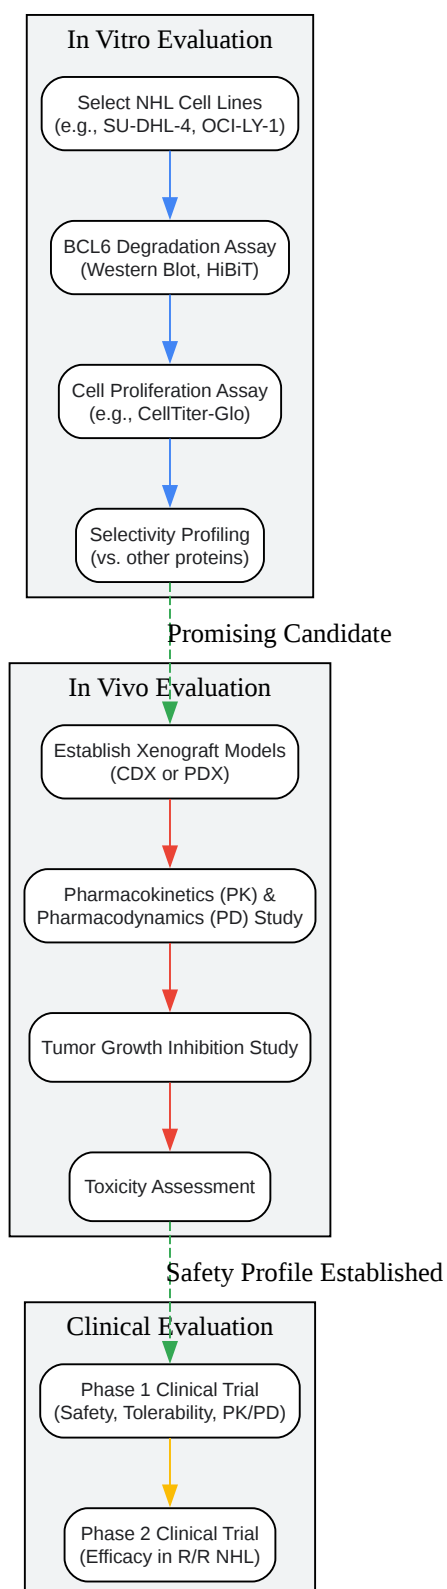 In Vitro Evaluation
Select NHL Cell Lines
(e.g., SU-DHL-4, OCI-LY-1)
BCL6 Degradation Assay
(Western Blot, HiBiT)
Cell Proliferation Assay
(e.g., CellTiter-Glo)
Selectivity Profiling
(vs. other proteins)
Promising Candidate
In Vivo Evaluation
Establish Xenograft Models
(CDX or PDX)
Pharmacokinetics (PK) &
Pharmacodynamics (PD) Study
Tumor Growth Inhibition Study
Toxicity Assessment
Safety Profile Established
Clinical Evaluation
Phase 1 Clinical Trial
(Safety, Tolerability, PK/PD)
Phase 2 Clinical Trial
(Efficacy in R/R NHL)